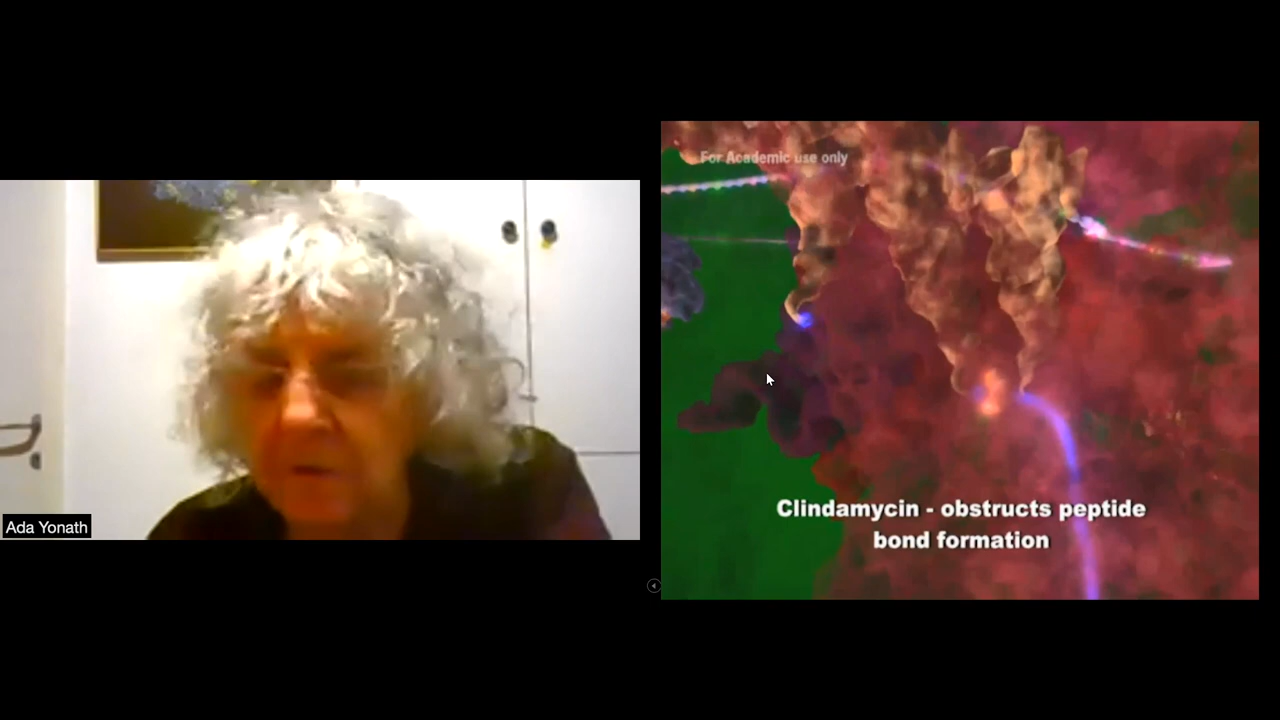 Ada Yonath
For Academic use only
Clindamycin - obstructs peptide
bond formation